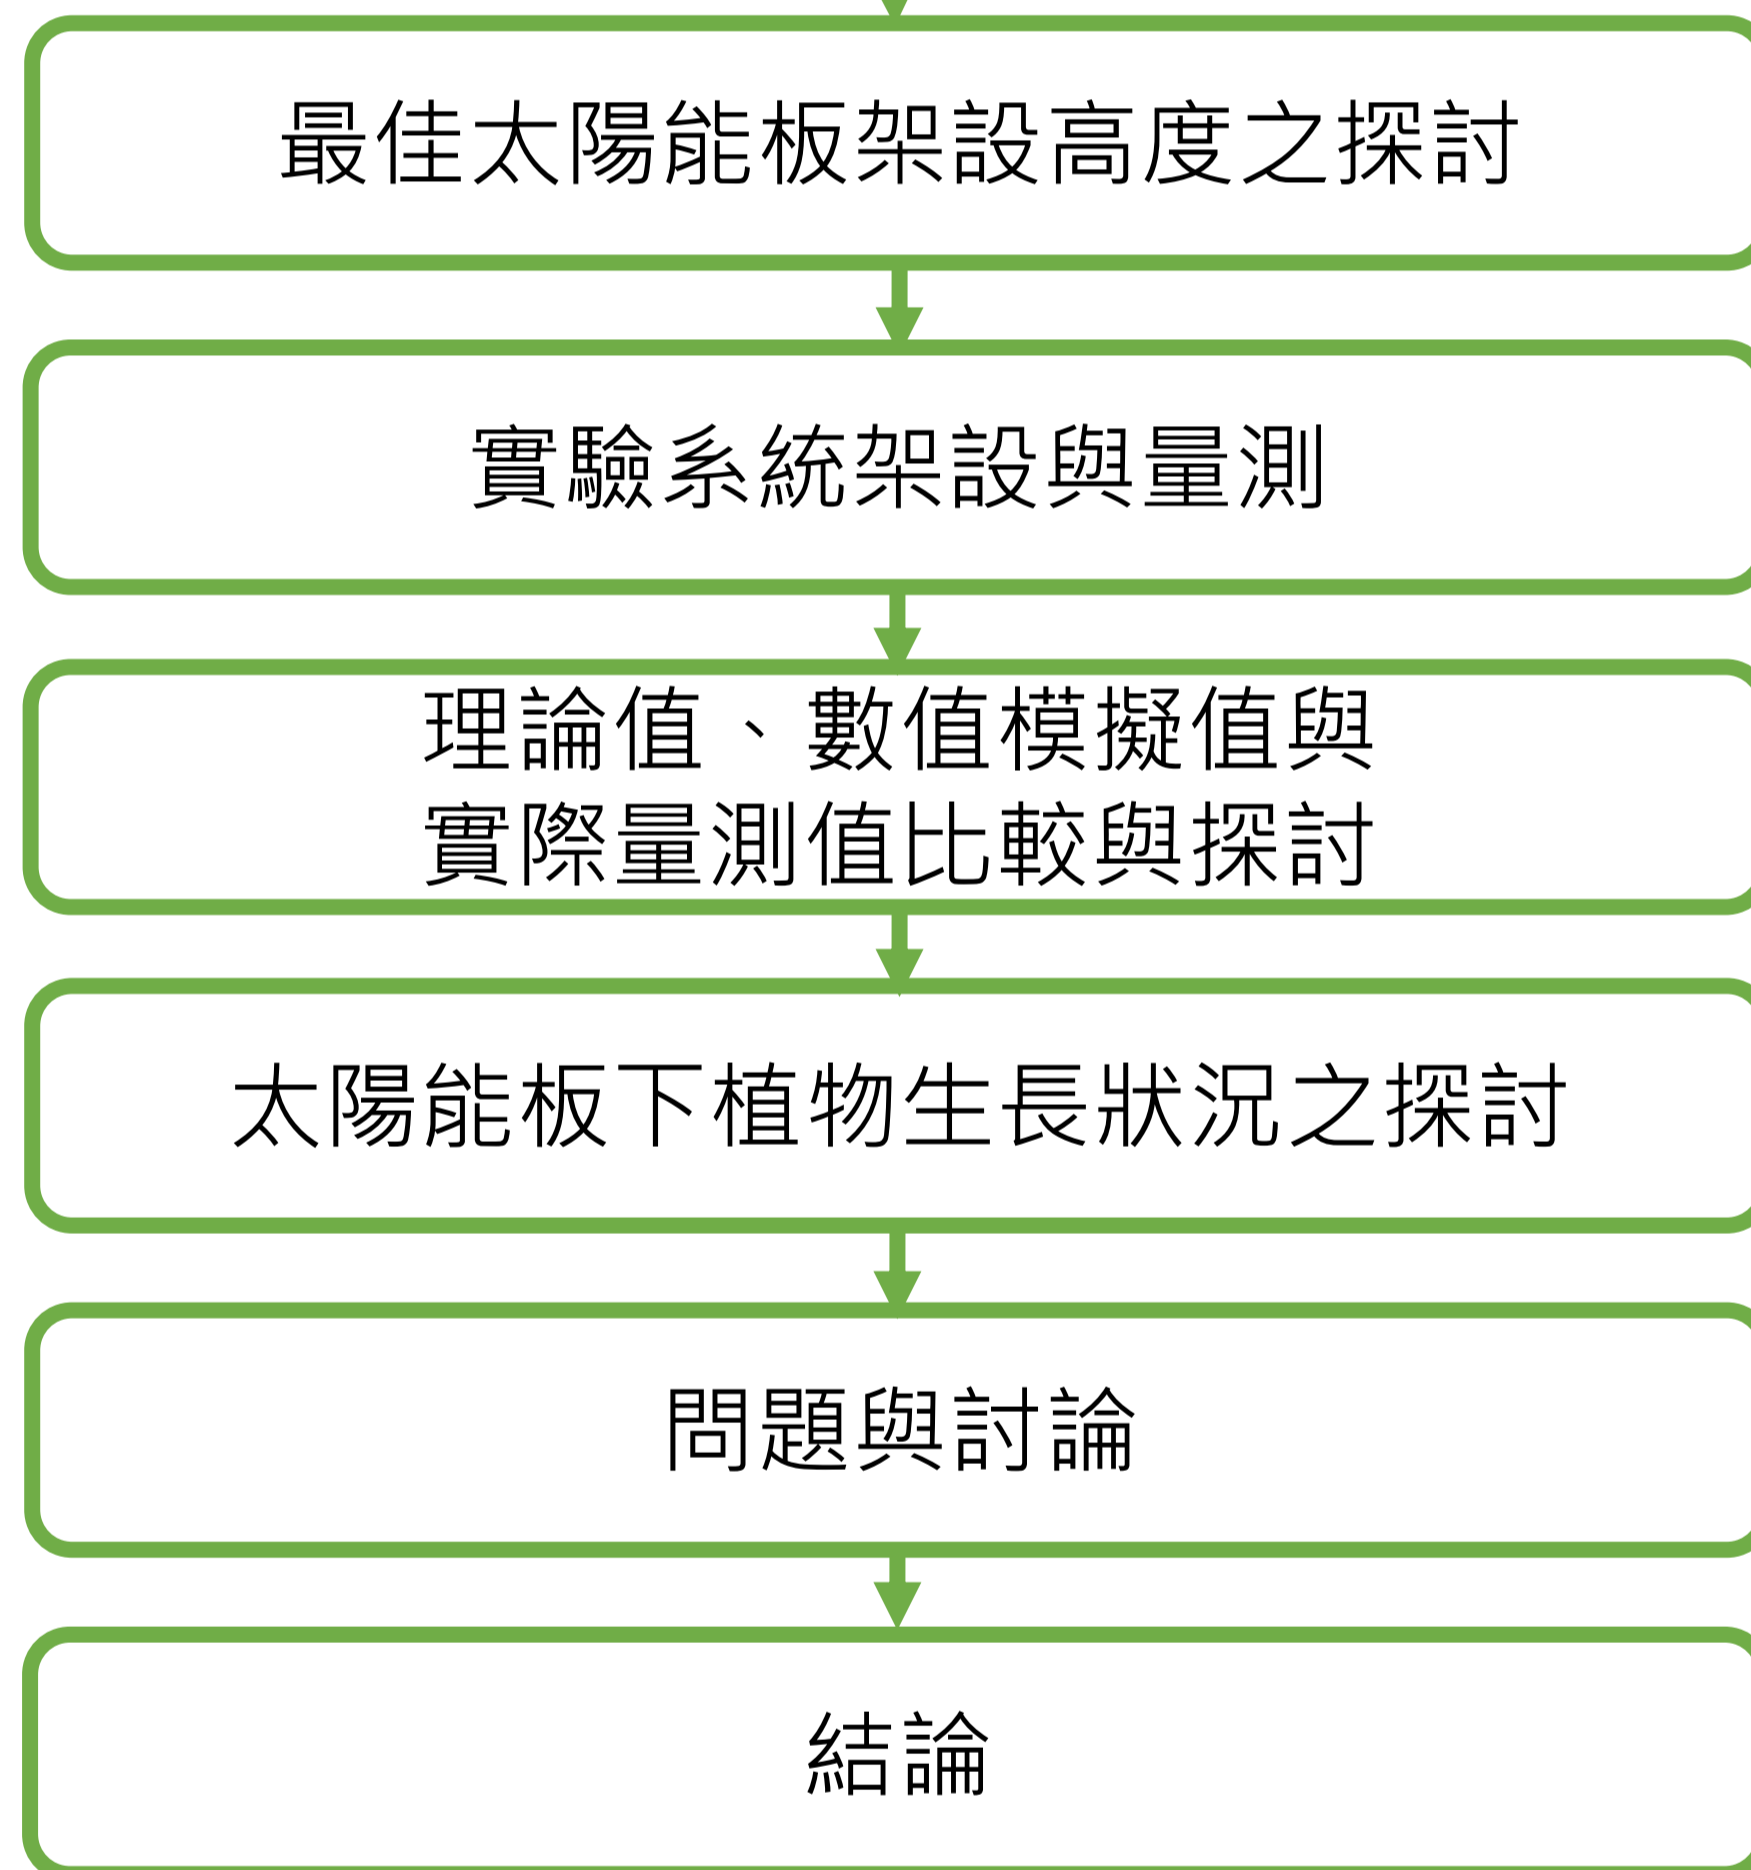 最佳太陽能板架設高度之探討
實驗系統架設與量測
理論值、數值模擬值與
實際量測值比較與探討
太陽能板下植物生長狀況之探討
問題與討論
結論